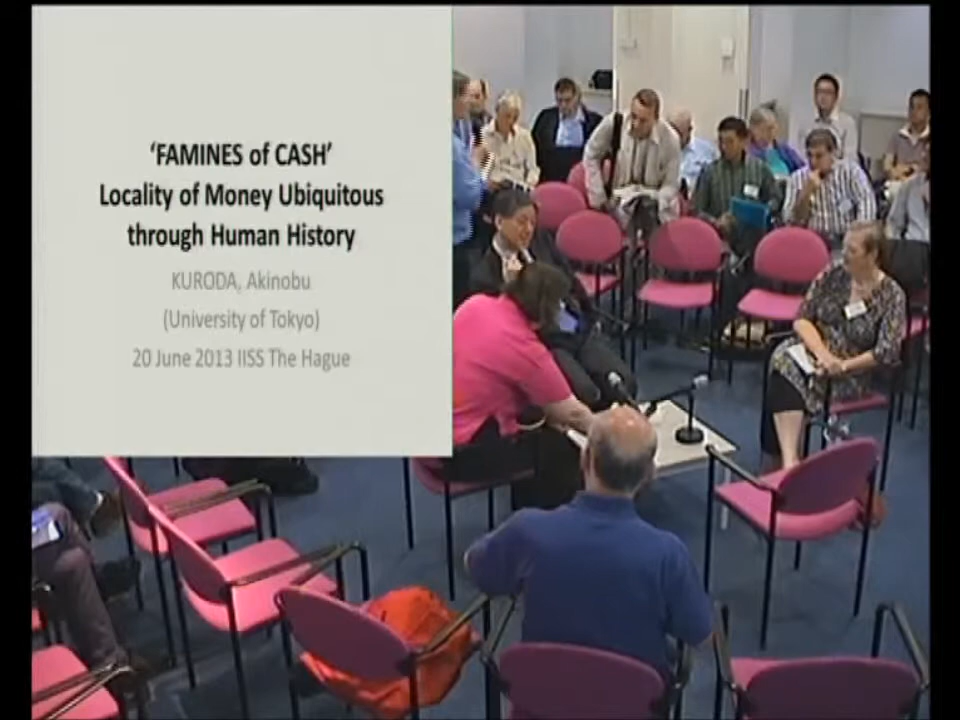 ‘FAMINES of CASH’
Locality of Money Ubiquitous
through Human History
KURODA, Akinobu
(University of Tokyo)
20 June 2013 IISS The Hague